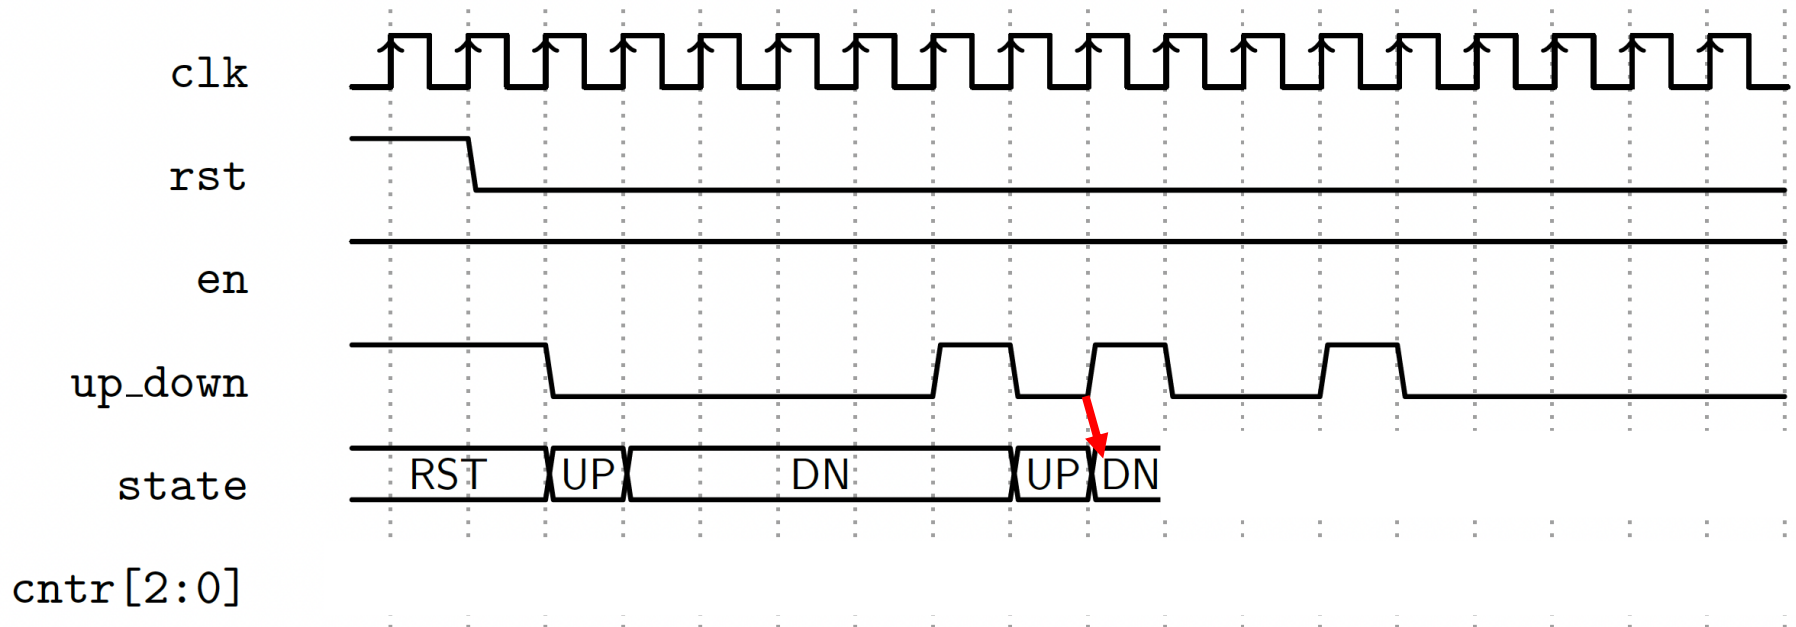 clk
rst
en
up_down
state RST UP DN UP DN
cntr[2:0]